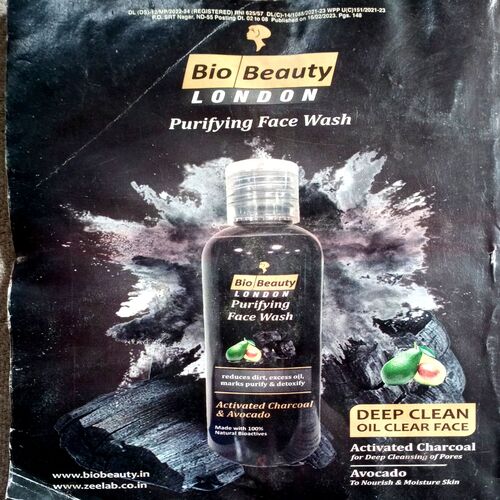 DL (DS)-13/MP/2022-24 (REGISTERED) RNI 625/57 DL(C)-14/1085/2021-23 WPP U(C)151/2021-23
P.O. SRT Nagar, ND-55 Posting Dt. 02 to 08 Published on 15/02/2023. Pgs. 148
Bio Beauty
LONDON
Purifying Face Wash
Bio Beauty
LONDON
Purifying
Face Wash
reduces dirt, excess oil,
marks purify & detoxify
Activated Charcoal
& Avocado
Made with 100%
Natural Bioactives
DEEP CLEAN
OIL CLEAR FACE
Activated Charcoal
for Deep Cleansing of Pores
Avocado
To Nourish & Moisture Skin
www.biobeauty.in
www.zeelab.co.in